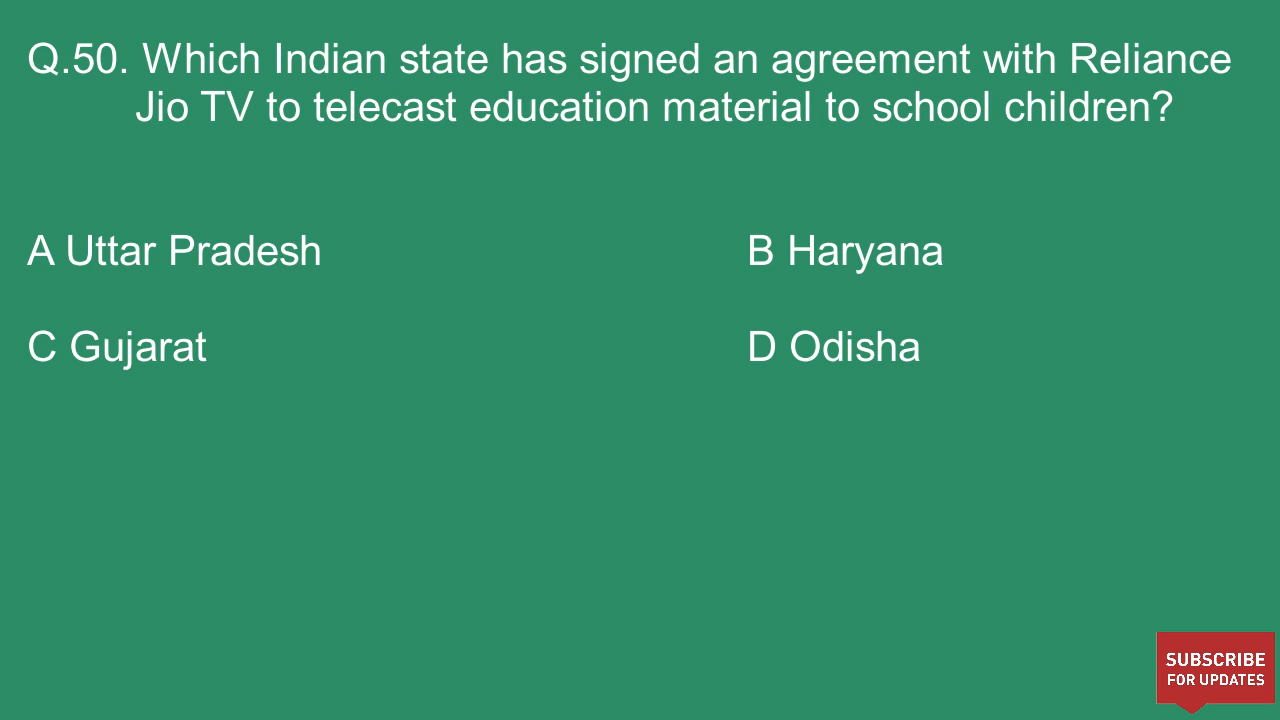 Q.50. Which Indian state has signed an agreement with Reliance
Jio TV to telecast education material to school children?
A Uttar Pradesh
B Haryana
C Gujarat
D Odisha
SUBSCRIBE
FOR UPDATES